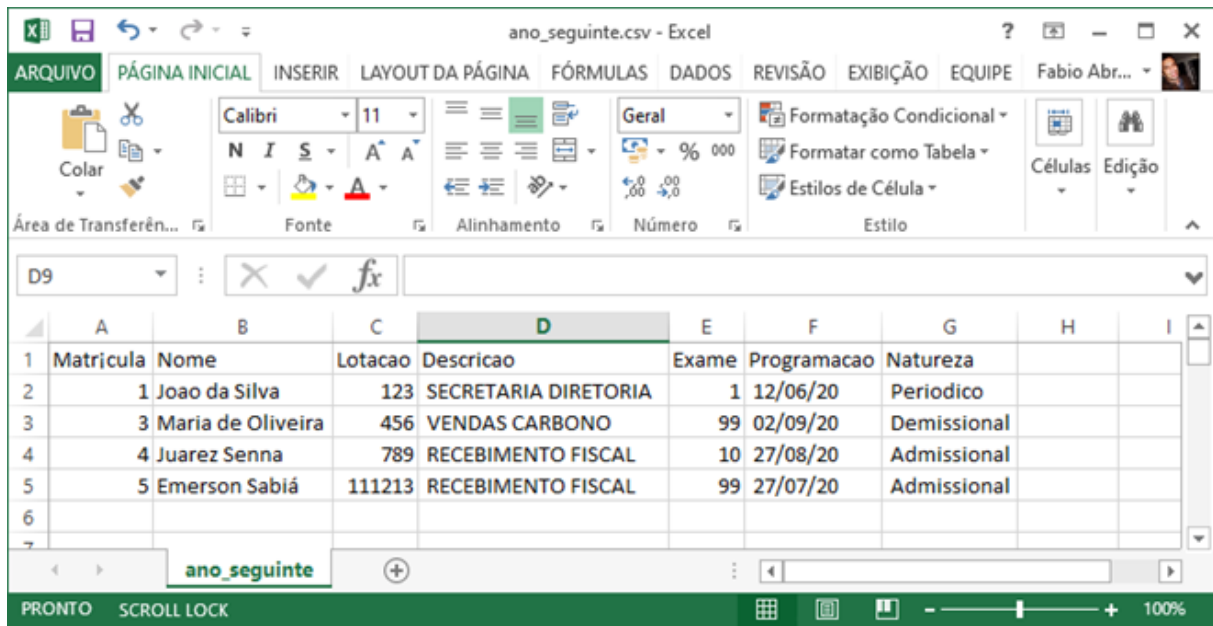 ano_seguinte.csv - Excel
?
ARQUIVO PÁGINA INICIAL INSERIR LAYOUT DA PÁGINA FÓRMULAS DADOS REVISÃO EXIBIÇÃO EQUIPE Fabio Abr...
Calibri 11 Geral Formatação Condicional
N I S A A % 000 Formatar como Tabela
Colar Células Edição
A ,00 ,0 ,00 Estilos de Célula
Área de Transferên... Fonte Alinhamento Número Estilo
D9 fx
A B C D E F G H I
1 Matrícula Nome Lotacao Descricao Exame Programacao Natureza
2 1 Joao da Silva 123 SECRETARIA DIRETORIA 1 12/06/20 Periodico
3 3 Maria de Oliveira 456 VENDAS CARBONO 99 02/09/20 Demissional
4 4 Juarez Senna 789 RECEBIMENTO FISCAL 10 27/08/20 Admissional
5 5 Emerson Sabiá 111213 RECEBIMENTO FISCAL 99 27/07/20 Admissional
6
7
ano_seguinte
PRONTO SCROLL LOCK 100%